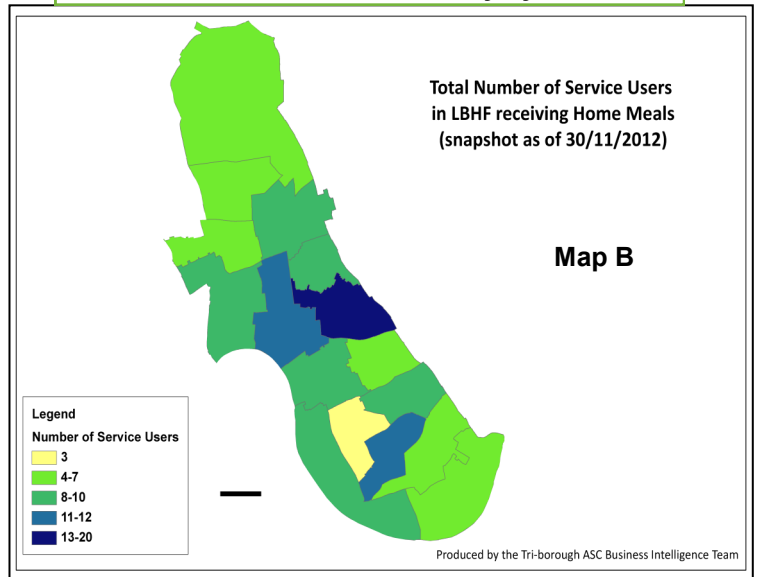 Total Number of Service Users
in LBHF receiving Home Meals
(snapshot as of 30/11/2012)
Map B
Legend
Number of Service Users
3
4-7
8-10
11-12
13-20
Produced by the Tri-borough ASC Business Intelligence Team